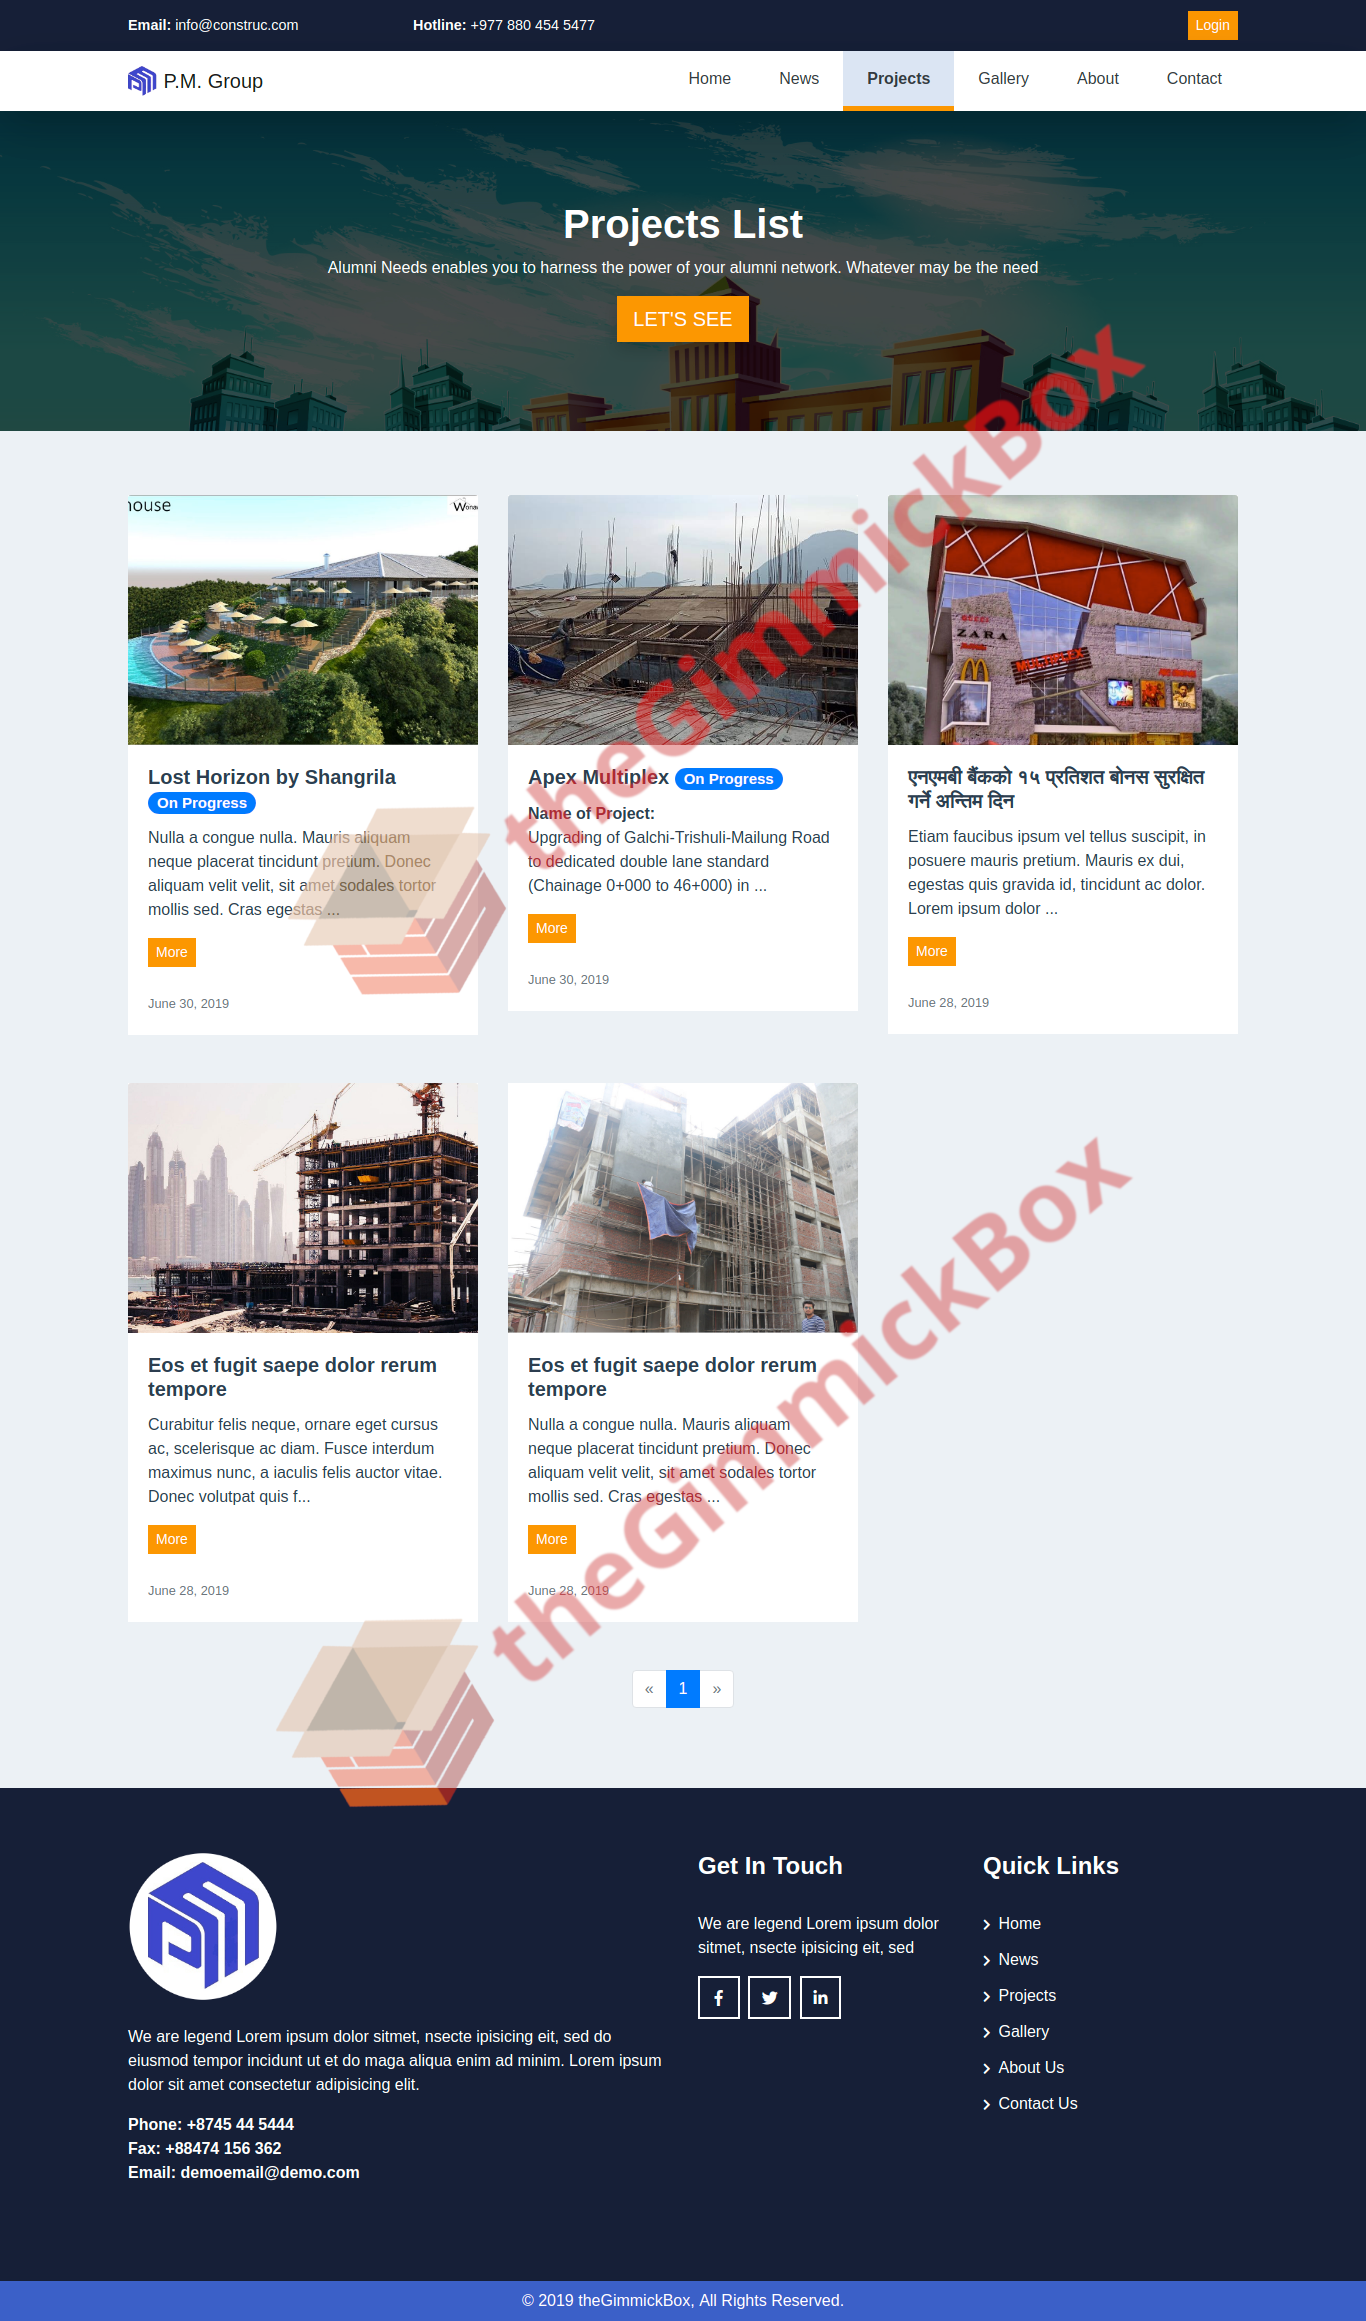 Email: info@construc.com
Hotline: +977 880 454 5477
Login
P.M. Group
Home
News
Projects
Gallery
About
Contact
Projects List
Alumni Needs enables you to harness the power of your alumni network. Whatever may be the need
LET'S SEE
house
ZARA
MULTIPLEX
Lost Horizon by Shangrila
On Progress
Nulla a congue nulla. Mauris aliquam
neque placerat tincidunt pretium. Donec
aliquam velit velit, sit amet sodales tortor
mollis sed. Cras egestas ...
More
June 30, 2019
Apex Multiplex On Progress
Name of Project:
Upgrading of Galchi-Trishuli-Mailung Road
to dedicated double lane standard
(Chainage 0+000 to 46+000) in ...
More
June 30, 2019
एनएमबी बैंकको १५ प्रतिशत बोनस सुरक्षित
गर्ने अन्तिम दिन
Etiam faucibus ipsum vel tellus suscipit, in
posuere mauris pretium. Mauris ex dui,
egestas quis gravida id, tincidunt ac dolor.
Lorem ipsum dolor ...
More
June 28, 2019
theGimmickBox
Eos et fugit saepe dolor rerum
tempore
Curabitur felis neque, ornare eget cursus
ac, scelerisque ac diam. Fusce interdum
maximus nunc, a iaculis felis auctor vitae.
Donec volutpat quis f...
More
June 28, 2019
Eos et fugit saepe dolor rerum
tempore
Nulla a congue nulla. Mauris aliquam
neque placerat tincidunt pretium. Donec
aliquam velit velit, sit amet sodales tortor
mollis sed. Cras egestas ...
More
June 28, 2019
theGimmickBox
« 1 »
We are legend Lorem ipsum dolor sitmet, nsecte ipisicing eit, sed do
eiusmod tempor incidunt ut et do maga aliqua enim ad minim. Lorem ipsum
dolor sit amet consectetur adipisicing elit.
Phone: +8745 44 5444
Fax: +88474 156 362
Email: demoemail@demo.com
Get In Touch
We are legend Lorem ipsum dolor
sitmet, nsecte ipisicing eit, sed
Quick Links
Home
News
Projects
Gallery
About Us
Contact Us
© 2019 theGimmickBox, All Rights Reserved.